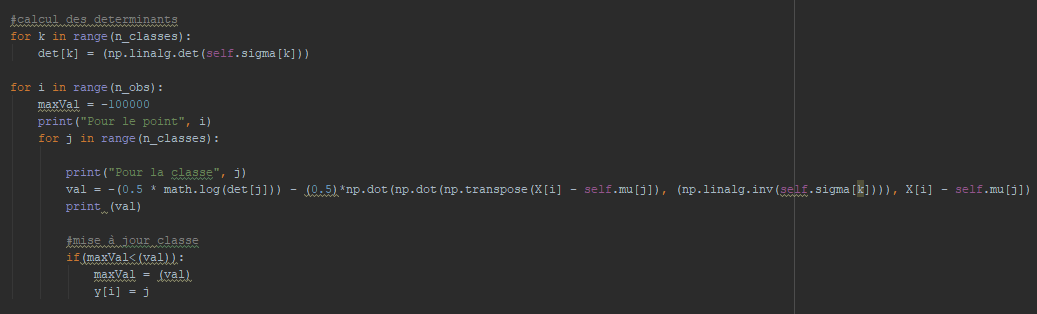 #calcul des determinants
for k in range(n_classes):
    det[k] = (np.linalg.det(self.sigma[k]))

for i in range(n_obs):
    maxVal = -100000
    print("Pour le point", i)
    for j in range(n_classes):

        print("Pour la classe", j)
        val = -(0.5 * math.log(det[j])) - (0.5)*np.dot(np.dot(np.transpose(X[i] - self.mu[j]), (np.linalg.inv(self.sigma[k]))), X[i] - self.mu[j])
        print (val)

        #mise à jour classe
        if(maxVal<(val)):
            maxVal = (val)
            y[i] = j